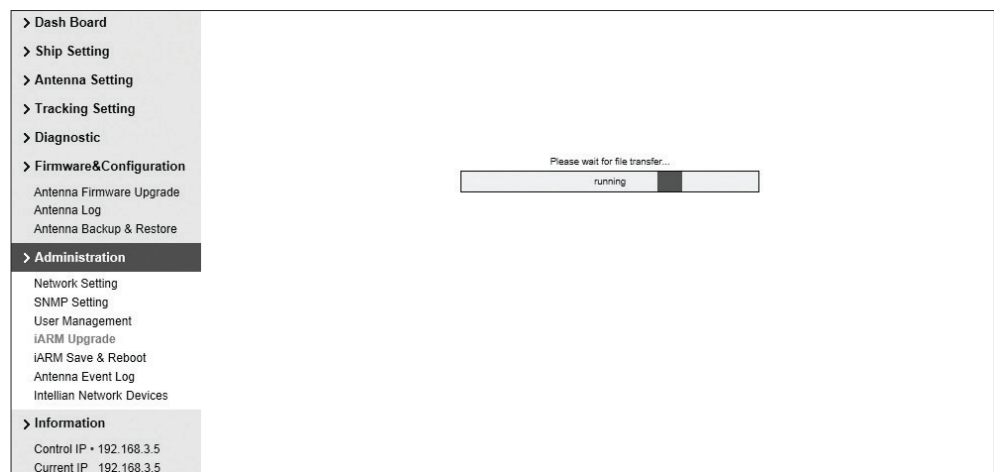 > Dash Board
> Ship Setting
> Antenna Setting
> Tracking Setting
> Diagnostic
> Firmware&Configuration
Antenna Firmware Upgrade
Antenna Log
Antenna Backup & Restore
> Administration
Network Setting
SNMP Setting
User Management
iARM Upgrade
iARM Save & Reboot
Antenna Event Log
Intellian Network Devices
> Information
Control IP • 192.168.3.5
Current IP 192.168.3.5
Please wait for file transfer...
running